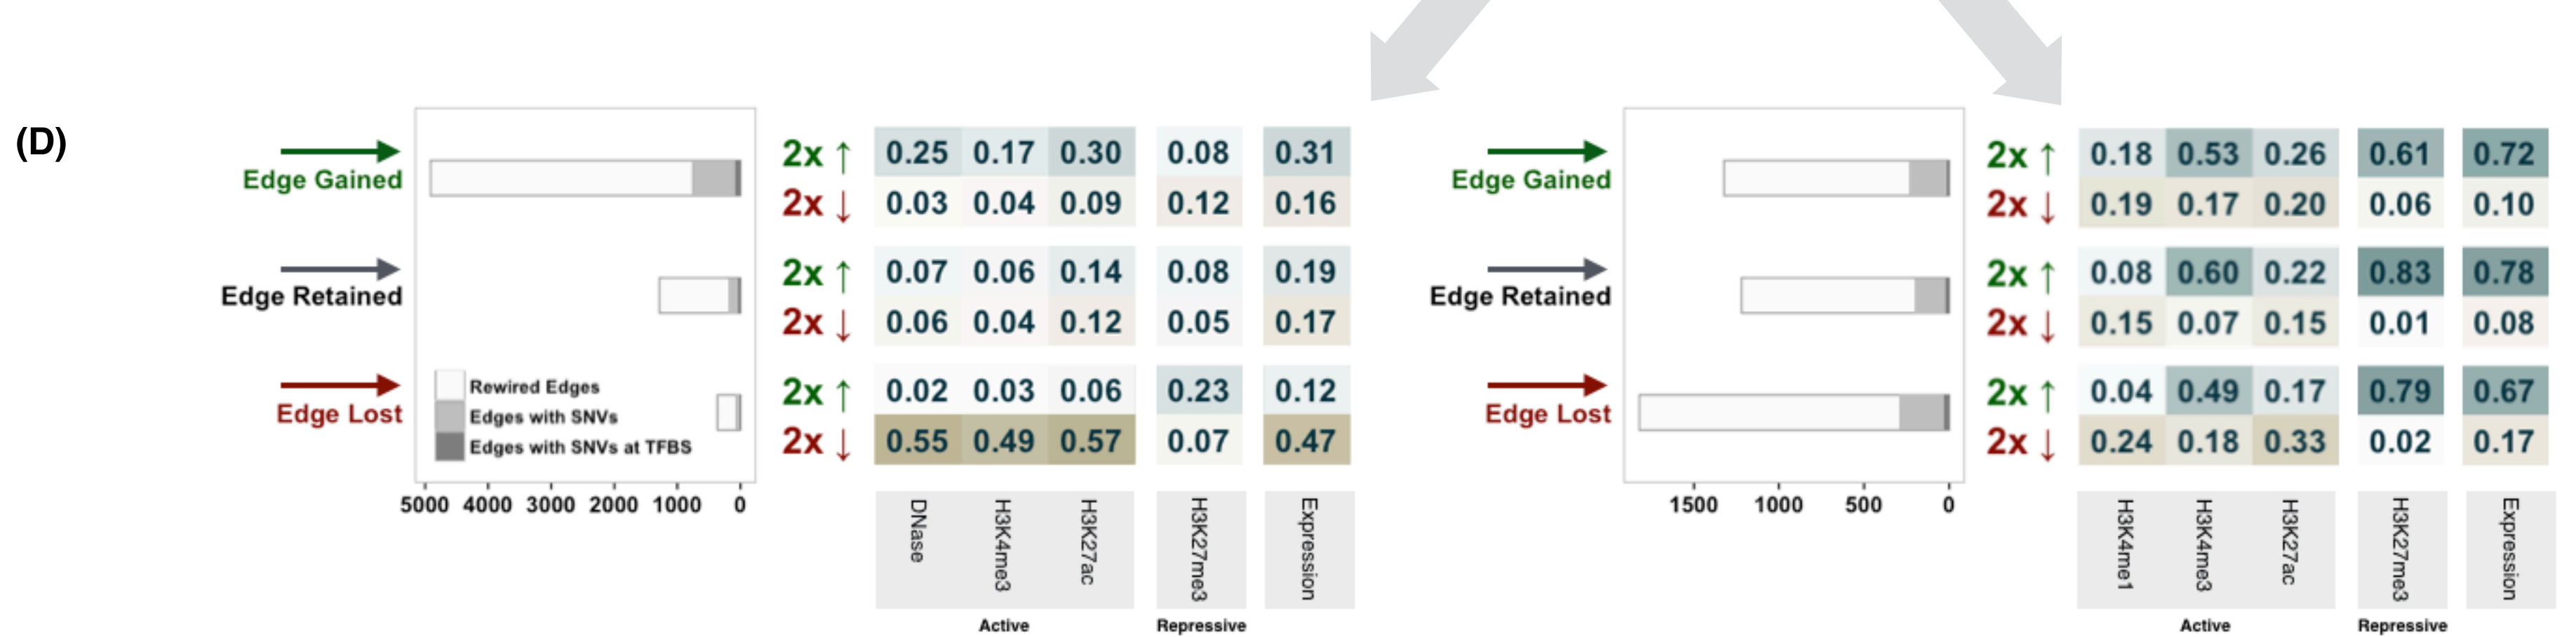 (D)
Edge Gained
Edge Retained
Edge Lost
Rewired Edges
Edges with SNVs
Edges with SNVs at TFBS
5000 4000 3000 2000 1000 0
2x ↑ 0.25 0.17 0.30 0.08 0.31
2x ↓ 0.03 0.04 0.09 0.12 0.16
2x ↑ 0.07 0.06 0.14 0.08 0.19
2x ↓ 0.06 0.04 0.12 0.05 0.17
2x ↑ 0.02 0.03 0.06 0.23 0.12
2x ↓ 0.55 0.49 0.57 0.07 0.47
DNase
H3K4me3
H3K27ac
H3K27me3
Expression
Active Repressive
Edge Gained
Edge Retained
Edge Lost
1500 1000 500 0
2x ↑ 0.18 0.53 0.26 0.61 0.72
2x ↓ 0.19 0.17 0.20 0.06 0.10
2x ↑ 0.08 0.60 0.22 0.83 0.78
2x ↓ 0.15 0.07 0.15 0.01 0.08
2x ↑ 0.04 0.49 0.17 0.79 0.67
2x ↓ 0.24 0.18 0.33 0.02 0.17
H3K4me1
H3K4me3
H3K27ac
H3K27me3
Expression
Active Repressive